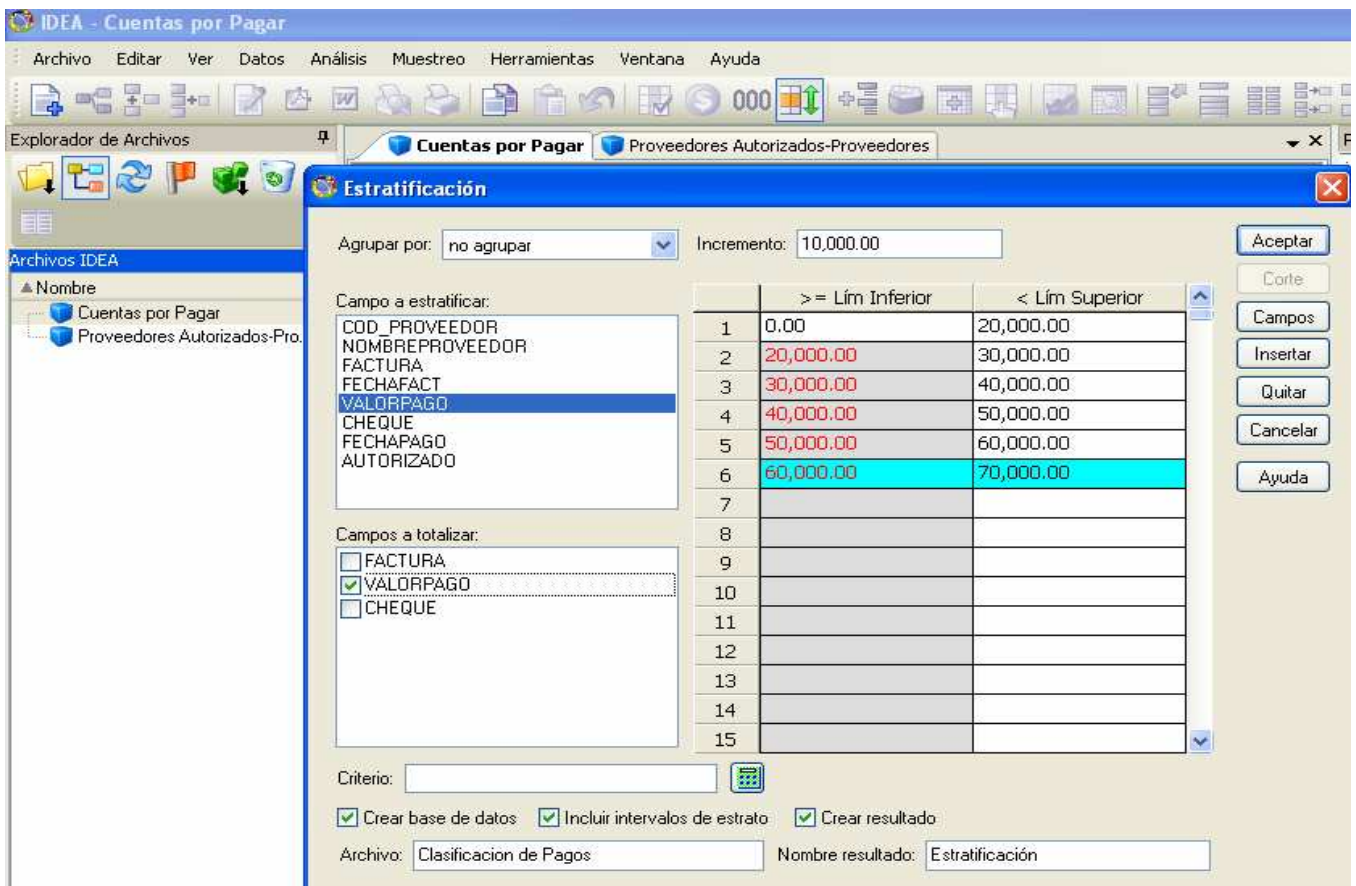 IDEA - Cuentas por Pagar
Archivo Editar Ver Datos Análisis Muestreo Herramientas Ventana Ayuda
000
Explorador de Archivos
Cuentas por Pagar Proveedores Autorizados-Proveedores
Estratificación
Archivos IDEA
Nombre
Cuentas por Pagar
Proveedores Autorizados-Pro.
Agrupar por: no agrupar
Incremento: 10,000.00
Campo a estratificar:
COD_PROVEEDOR
NOMBREPROVEEDOR
FACTURA
FECHAFACT
VALORPAGO
CHEQUE
FECHAPAGO
AUTORIZADO
Campos a totalizar:
FACTURA
VALORPAGO
CHEQUE
>= Lím Inferior < Lím Superior
1 0.00 20,000.00
2 20,000.00 30,000.00
3 30,000.00 40,000.00
4 40,000.00 50,000.00
5 50,000.00 60,000.00
6 60,000.00 70,000.00
7
8
9
10
11
12
13
14
15
Aceptar
Corte
Campos
Insertar
Quitar
Cancelar
Ayuda
Criterio:
Crear base de datos Incluir intervalos de estrato Crear resultado
Archivo: Clasificacion de Pagos Nombre resultado: Estratificación